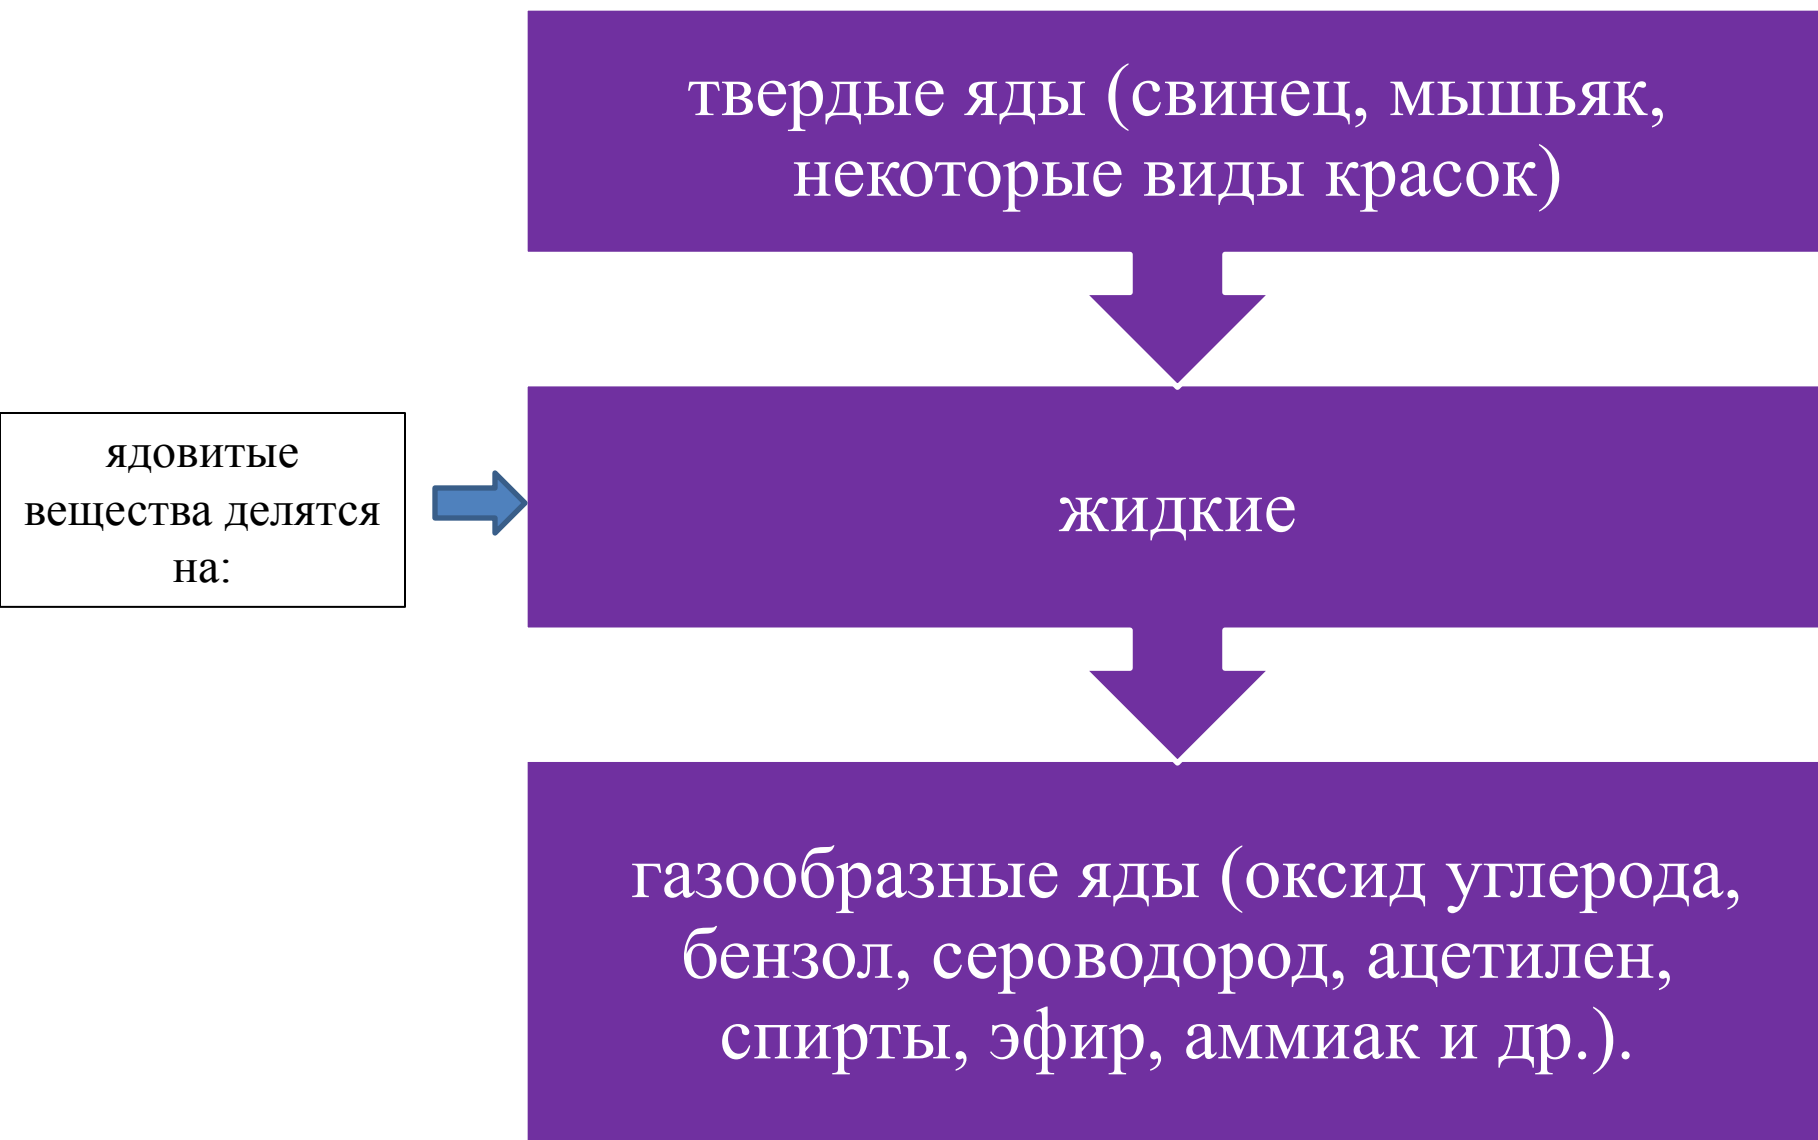 твердые яды (свинец, мышьяк,
некоторые виды красок)
ядовитые
вещества делятся
на:
жидкие
газообразные яды (оксид углерода,
бензол, сероводород, ацетилен,
спирты, эфир, аммиак и др.).